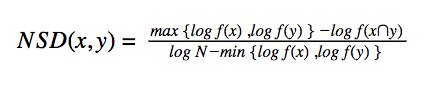 NSD(x,y) = max {log f(x) ,log f(y) } −log f(x∩y) / log N−min {log f(x) ,log f(y) }